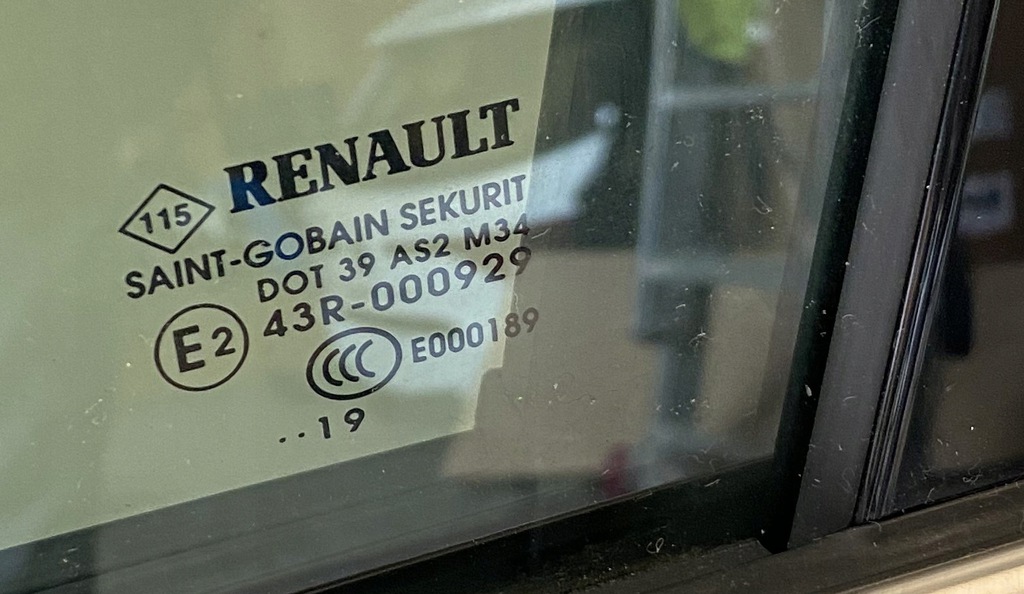 RENAULT
115
SAINT-GOBAIN SEKURIT
DOT 39 AS2 M34
E2 43R-000929
CCC E000189
..19